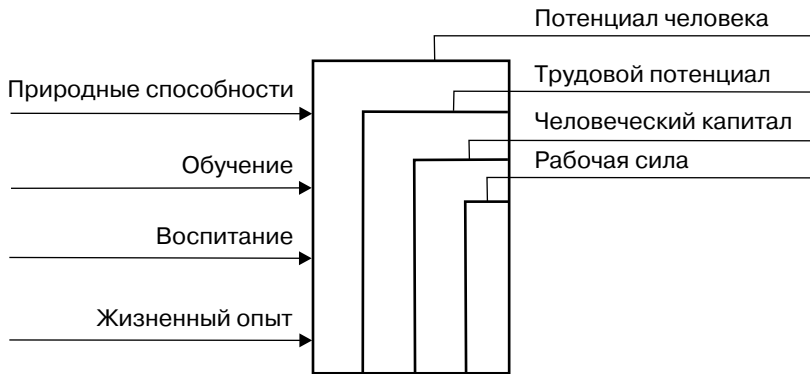 Потенциал человека
Трудовой потенциал
Человеческий капитал
Рабочая сила
Природные способности
Обучение
Воспитание
Жизненный опыт